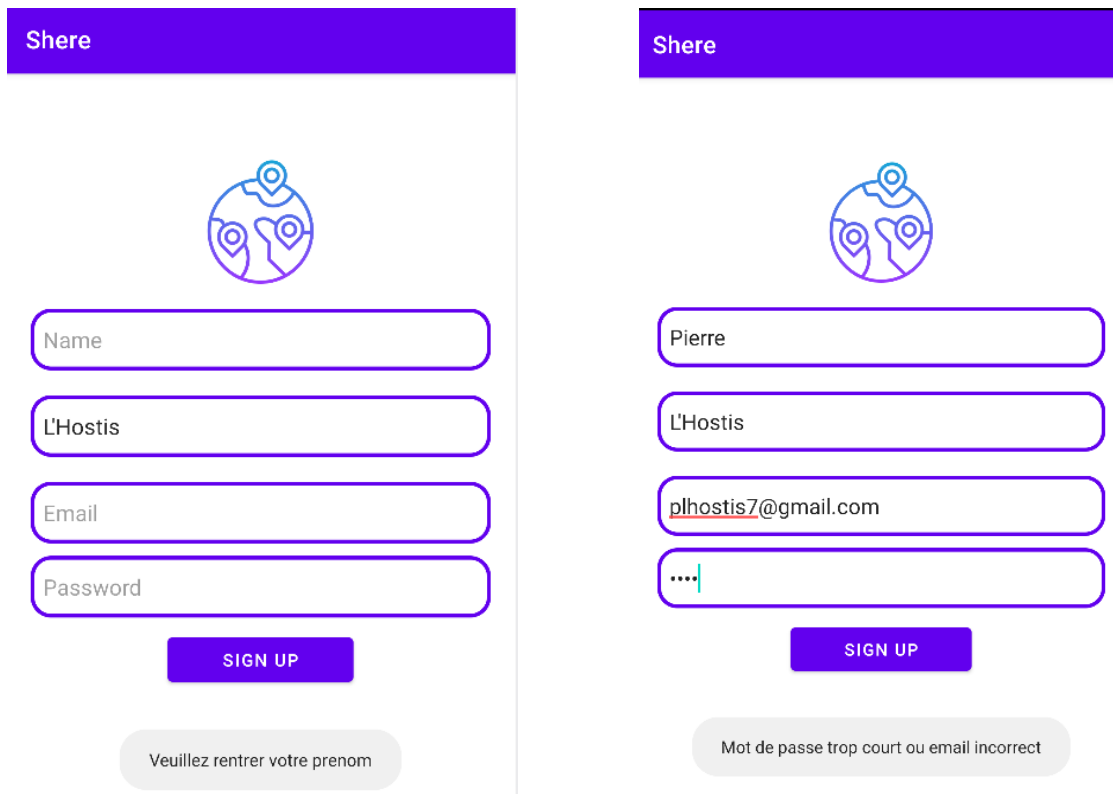 Shere
Name
L'Hostis
Email
Password
SIGN UP
Veuillez rentrer votre prenom
Shere
Pierre
L'Hostis
plhostis7@gmail.com
••••
SIGN UP
Mot de passe trop court ou email incorrect